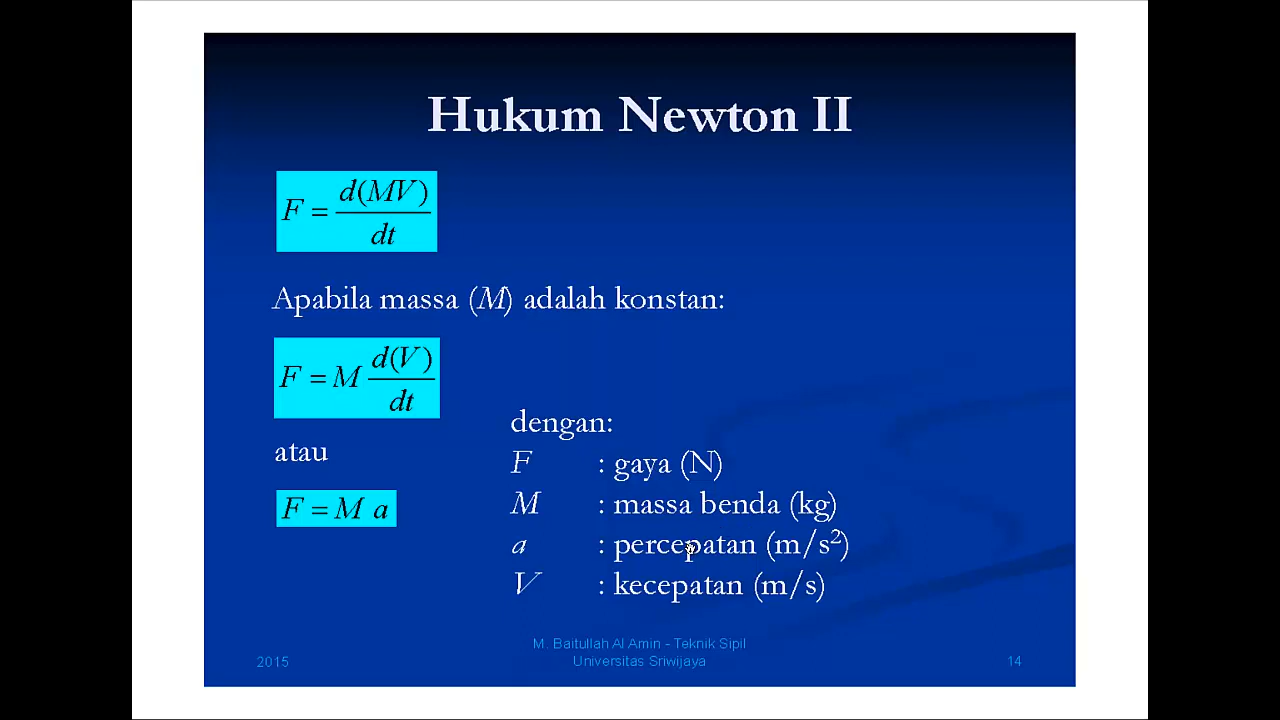 Hukum Newton II
F = d(MV)/dt
Apabila massa (M) adalah konstan:
F = M d(V)/dt
atau
F = M a
dengan:
F : gaya (N)
M : massa benda (kg)
a : percepatan (m/s²)
V : kecepatan (m/s)
2015
M. Baitullah Al Amin - Teknik Sipil
Universitas Sriwijaya
14